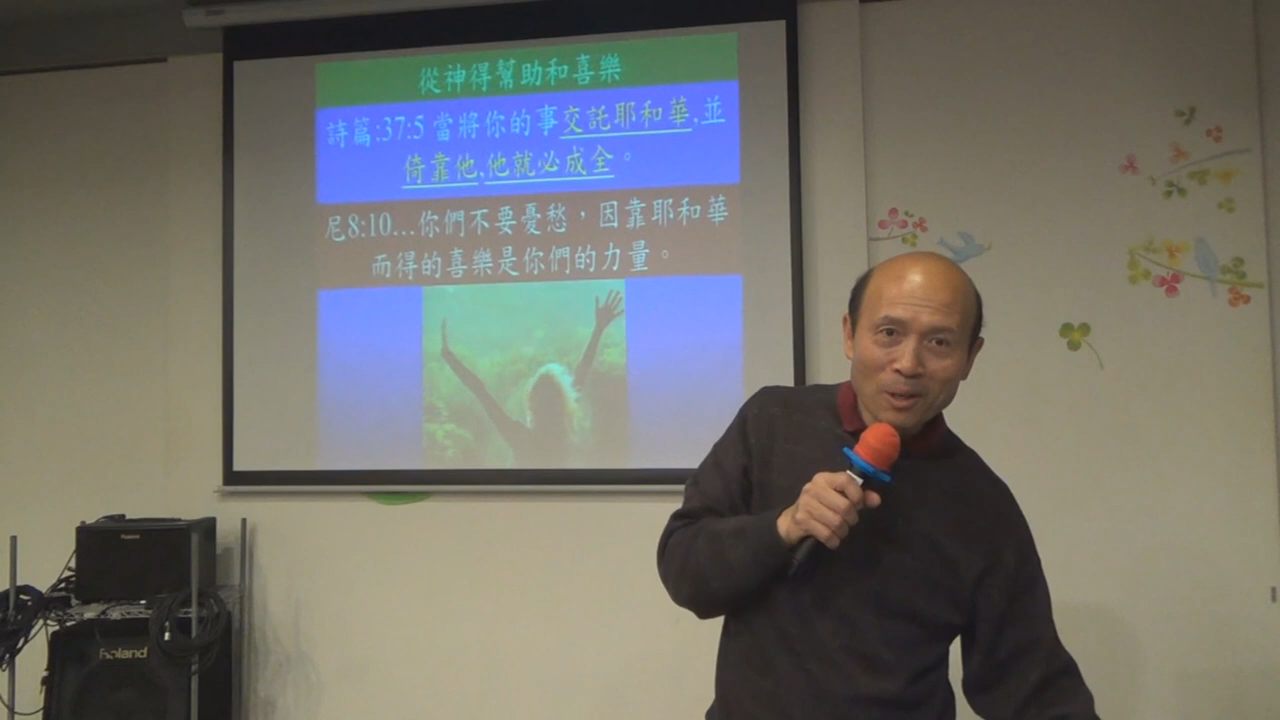 從神得幫助和喜樂
詩篇:37:5 當將你的事交託耶和華,並
倚靠他,他就必成全。
尼8:10...你們不要憂愁，因靠耶和華
而得的喜樂是你們的力量。
Roland
Roland